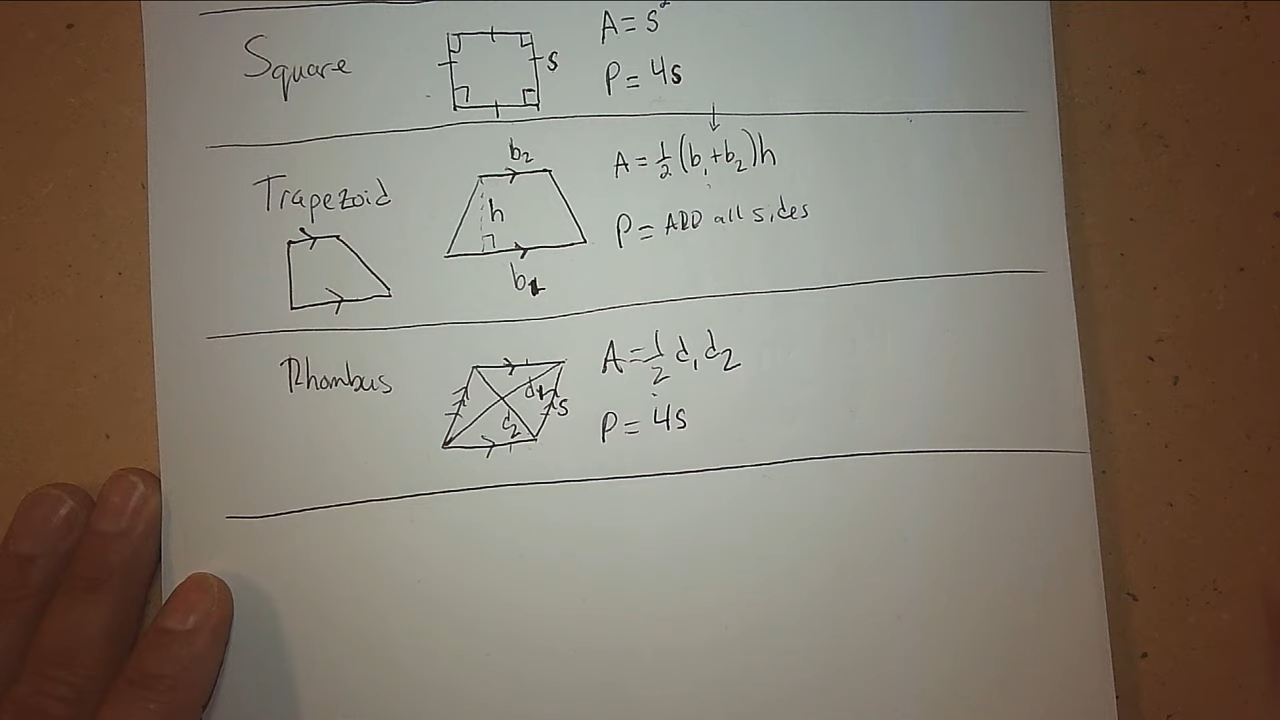 Square
s
A = s²
P = 4s
Trapezoid
b₂
h
b₁
A = 1/2 (b₁ + b₂)h
P = ADD all sides
Rhombus
d₁
d₂
s
A = 1/2 d₁ d₂
P = 4s